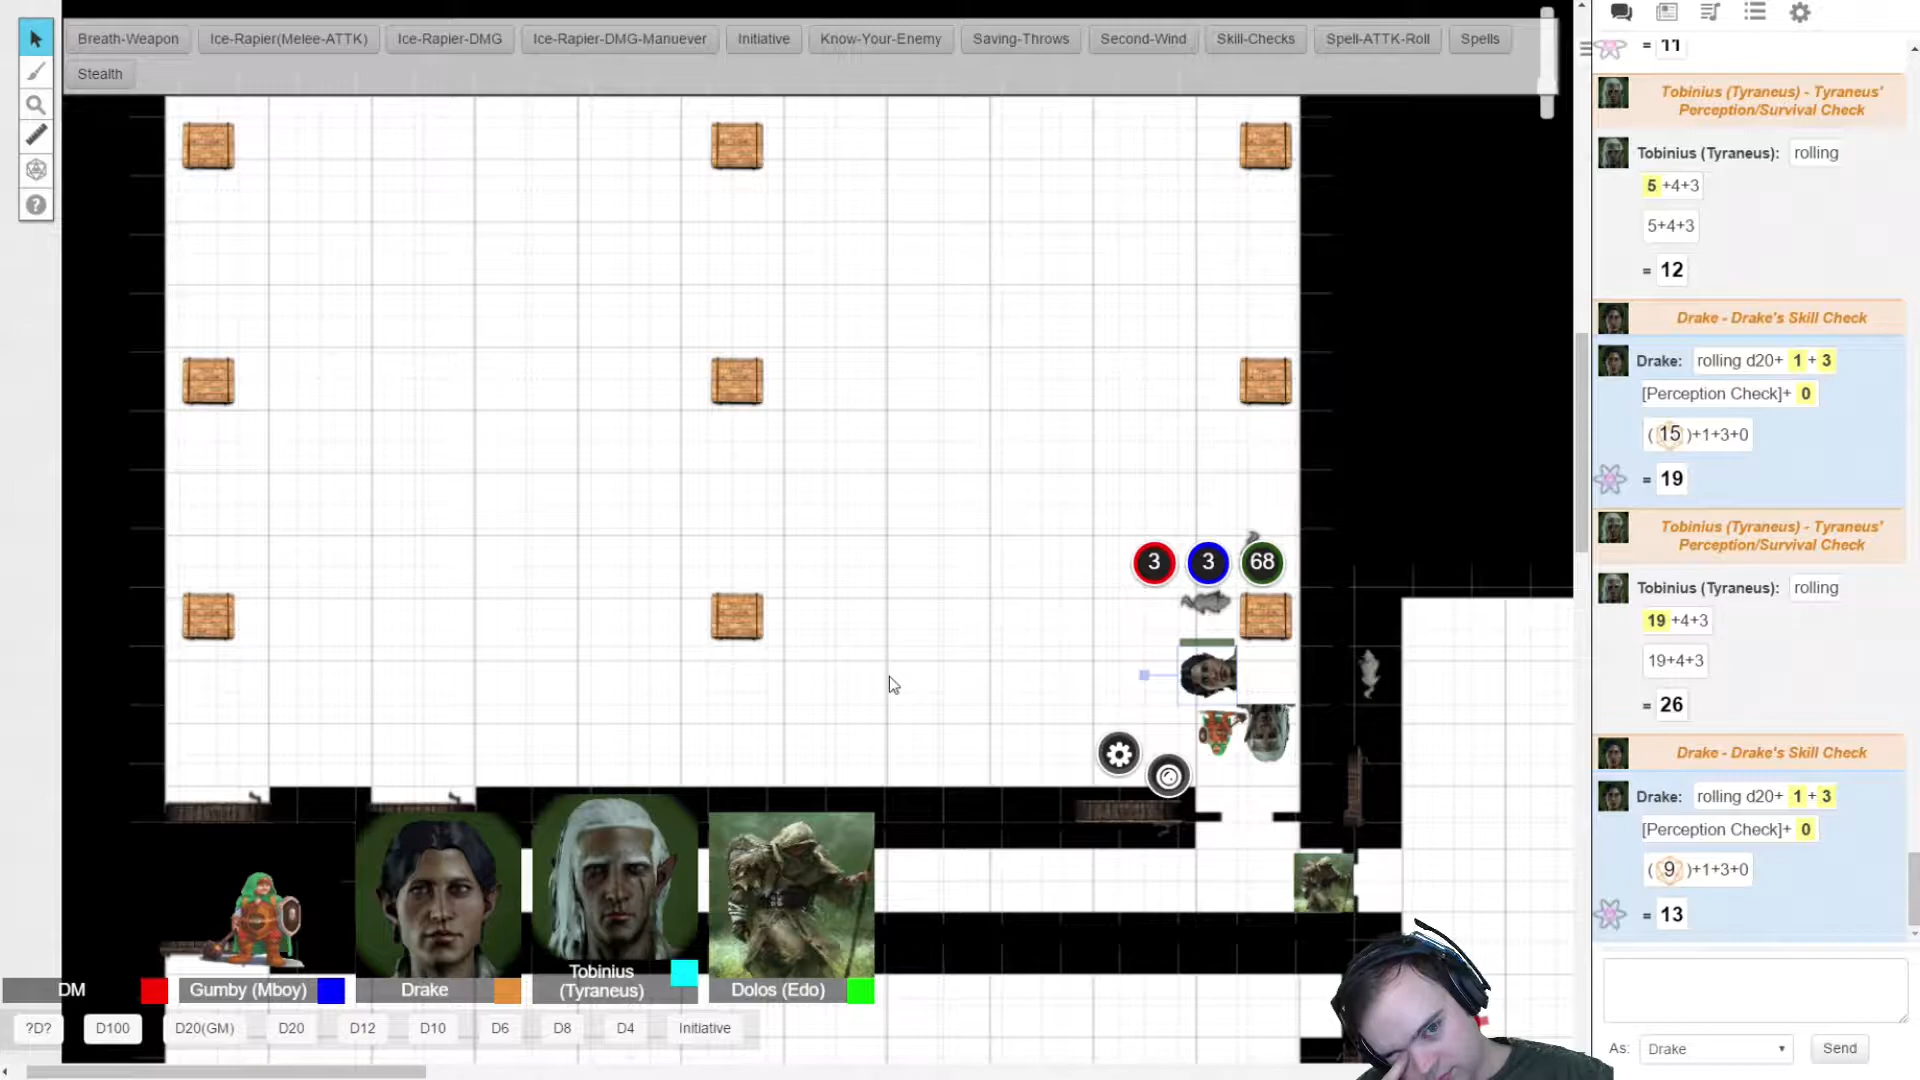 Breath-Weapon Ice-Rapier(Melee-ATTK) Ice-Rapier-DMG Ice-Rapier-DMG-Manuever Initiative Know-Your-Enemy Saving-Throws Second-Wind Skill-Checks Spell-ATTK-Roll Spells
Stealth
3 3 68
DM
Gumby (Mboy)
Drake
Tobinius
(Tyraneus)
Dolos (Edo)
?D? D100 D20(GM) D20 D12 D10 D6 D8 D4 Initiative
= 11
Tobinius (Tyraneus) - Tyraneus'
Perception/Survival Check
Tobinius (Tyraneus): rolling
5 +4+3
5+4+3
= 12
Drake - Drake's Skill Check
Drake: rolling d20+ 1 + 3
[Perception Check]+ 0
(15)+1+3+0
= 19
Tobinius (Tyraneus) - Tyraneus'
Perception/Survival Check
Tobinius (Tyraneus): rolling
19 +4+3
19+4+3
= 26
Drake - Drake's Skill Check
Drake: rolling d20+ 1 + 3
[Perception Check]+ 0
(9)+1+3+0
= 13
As: Drake Send